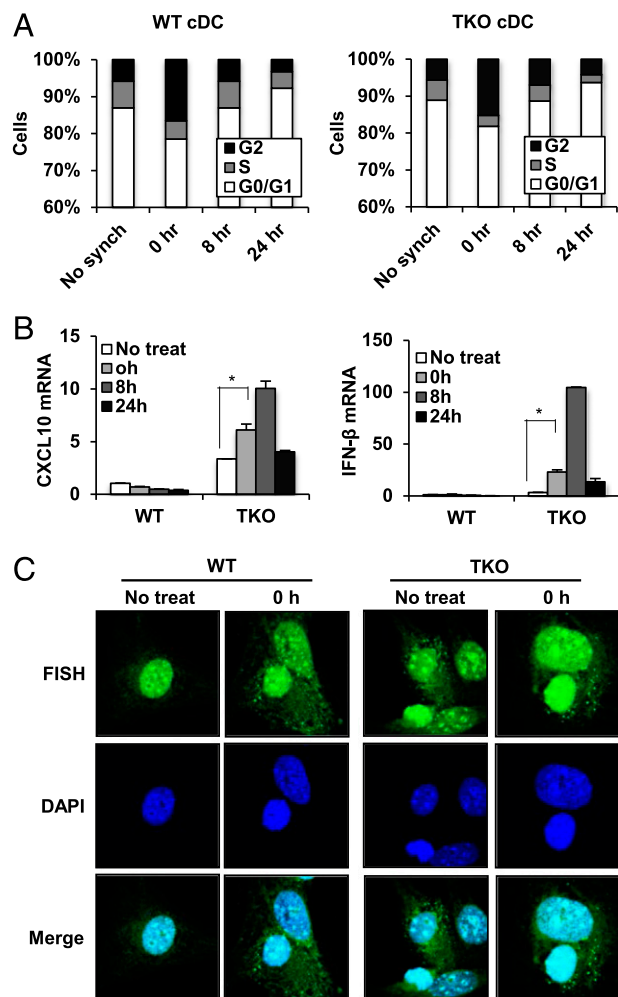 A
WT cDC
TKO cDC
Cells
100%
90%
80%
70%
60%
G2
S
G0/G1
No synch
0 hr
8 hr
24 hr
Cells
100%
90%
80%
70%
60%
G2
S
G0/G1
No synch
0 hr
8 hr
24 hr
B
CXCL10 mRNA
15
10
5
0
No treat
oh
8h
24h
*
WT
TKO
IFN-β mRNA
150
100
50
0
No treat
0h
8h
24h
*
WT
TKO
C
WT
TKO
No treat
0 h
No treat
0 h
FISH
DAPI
Merge